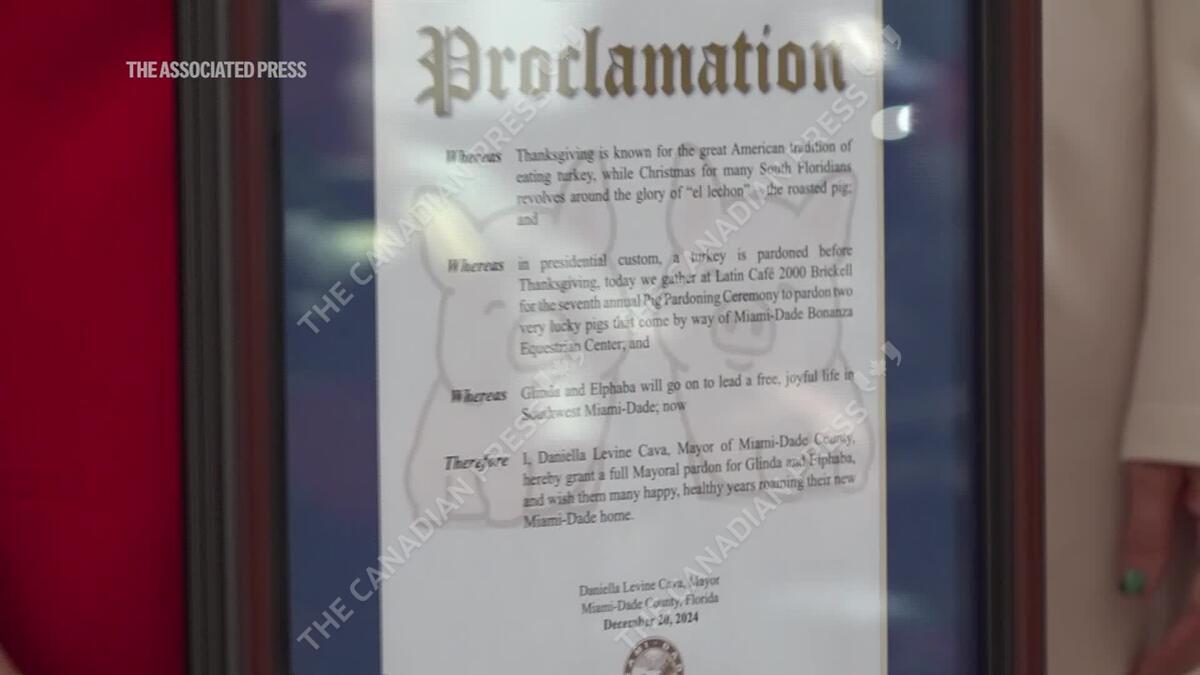 THE ASSOCIATED PRESS
Proclamation
Whereas Thanksgiving is known for the great American tradition of
eating turkey, while Christmas for many South Floridians
revolves around the glory of “el lechon” – the roasted pig;
and
Whereas in presidential custom, a turkey is pardoned before
Thanksgiving, today we gather at Latin Café 2000 Brickell
for the seventh annual Pig Pardoning Ceremony to pardon two
very lucky pigs that come by way of Miami-Dade Bonanza
Equestrian Center; and
Whereas Glinda and Elphaba will go on to lead a free, joyful life in
Southwest Miami-Dade; now
Therefore I, Daniella Levine Cava, Mayor of Miami-Dade County,
hereby grant a full Mayoral pardon for Glinda and Elphaba,
and wish them many happy, healthy years roaming their new
Miami-Dade home.
Daniella Levine Cava, Mayor
Miami-Dade County, Florida
December 20, 2024
THE CANADIAN PRESS
THE CANADIAN PRESS
THE CANADIAN PRESS
THE CANADIAN PRESS
THE CANADIAN PRESS
THE CANADIAN PRESS